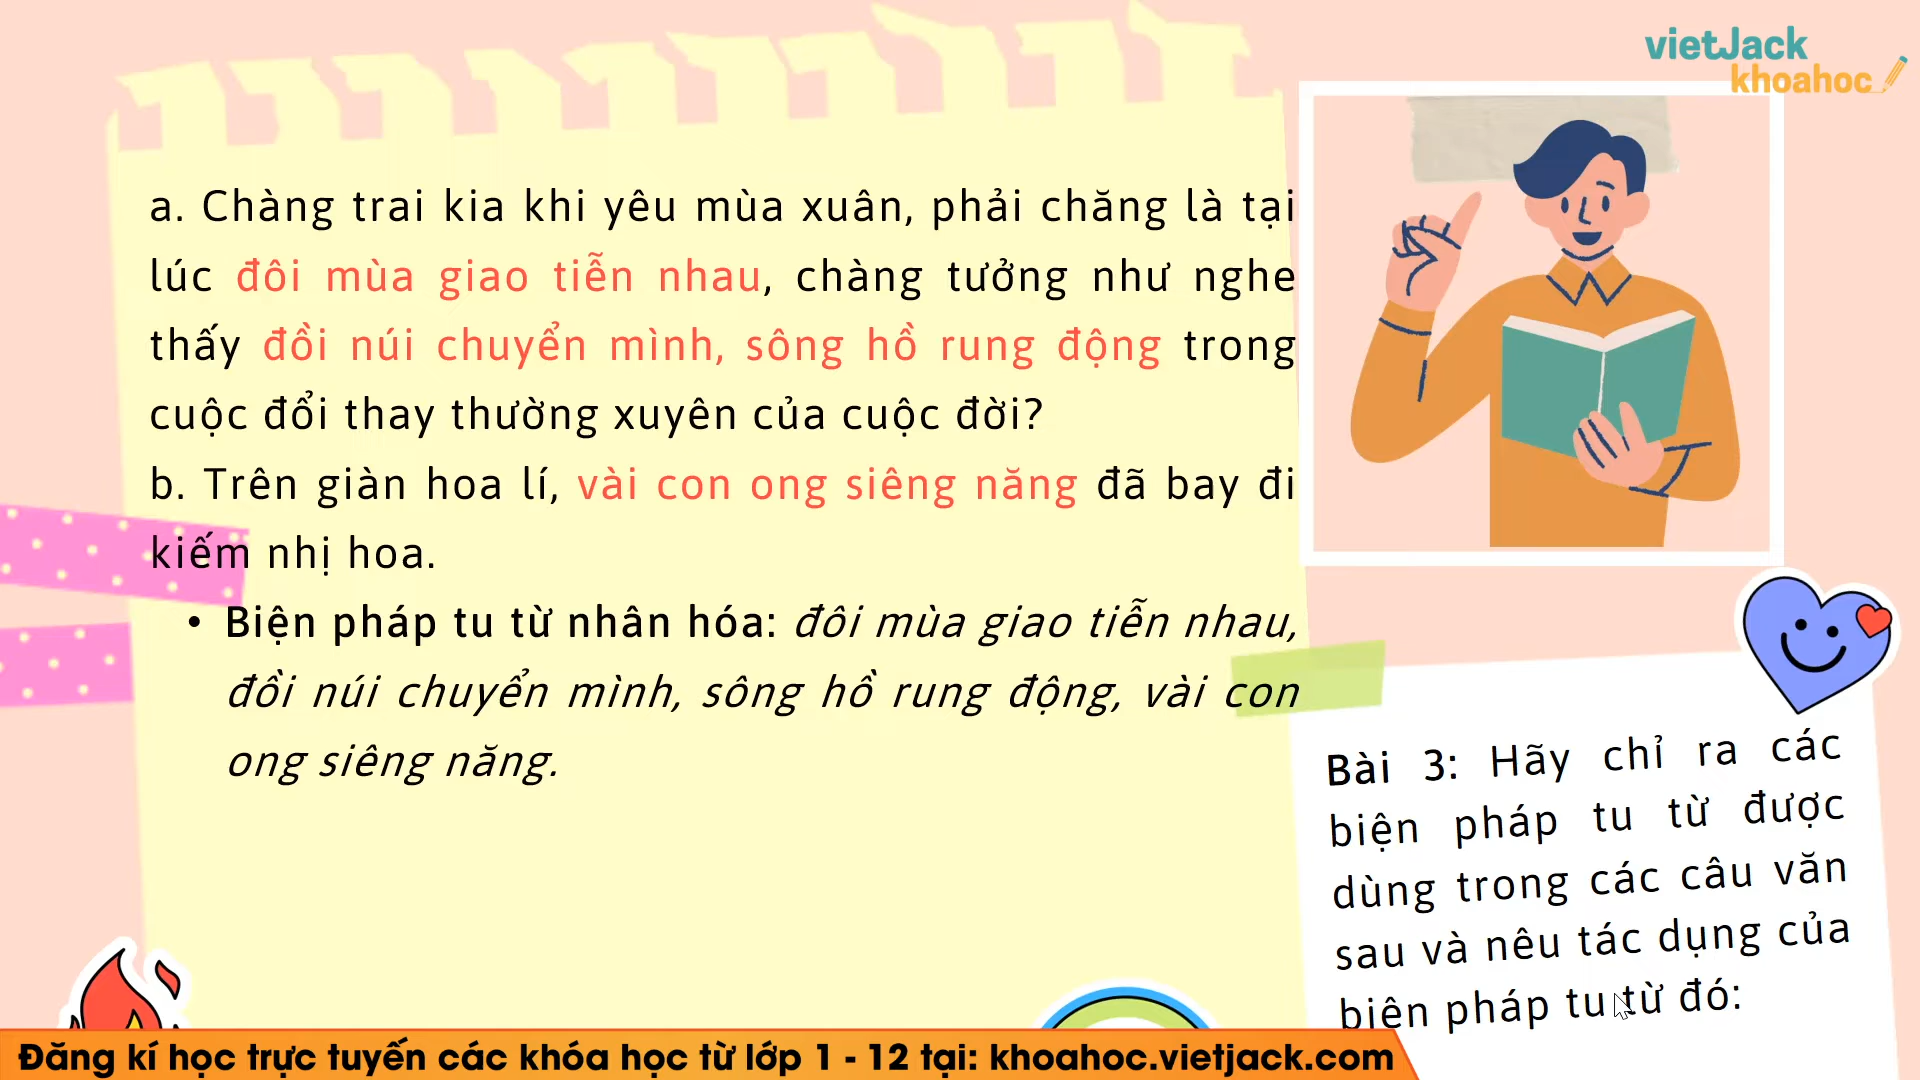 vietJack
khoahoc
a. Chàng trai kia khi yêu mùa xuân, phải chăng là tại
lúc đôi mùa giao tiễn nhau, chàng tưởng như nghe
thấy đồi núi chuyển mình, sông hồ rung động trong
cuộc đổi thay thường xuyên của cuộc đời?
b. Trên giàn hoa lí, vài con ong siêng năng đã bay đi
kiếm nhị hoa.
• Biện pháp tu từ nhân hóa: đôi mùa giao tiễn nhau,
đồi núi chuyển mình, sông hồ rung động, vài con
ong siêng năng.
Bài 3: Hãy chỉ ra các
biện pháp tu từ được
dùng trong các câu văn
sau và nêu tác dụng của
biện pháp tu từ đó:
Đăng kí học trực tuyến các khóa học từ lớp 1 - 12 tại: khoahoc.vietjack.com